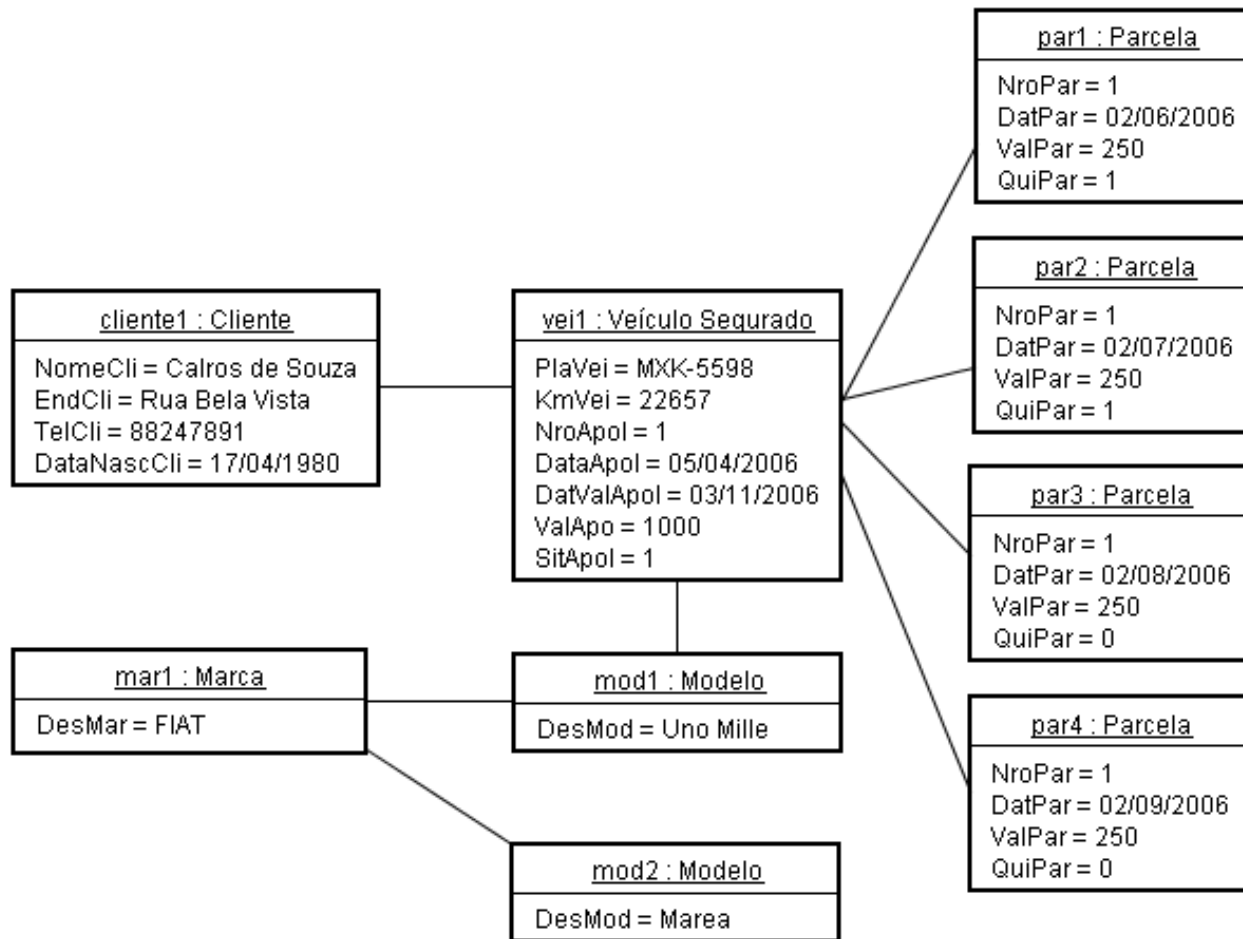 par1 : Parcela
NroPar = 1
DatPar = 02/06/2006
ValPar = 250
QuiPar = 1
par2 : Parcela
NroPar = 1
DatPar = 02/07/2006
ValPar = 250
QuiPar = 1
cliente1 : Cliente
NomeCli = Calros de Souza
EndCli = Rua Bela Vista
TelCli = 88247891
DataNascCli = 17/04/1980
vei1 : Veículo Segurado
PlaVei = MXK-5598
KmVei = 22657
NroApol = 1
DataApol = 05/04/2006
DatValApol = 03/11/2006
ValApo = 1000
SitApol = 1
par3 : Parcela
NroPar = 1
DatPar = 02/08/2006
ValPar = 250
QuiPar = 0
mar1 : Marca
DesMar = FIAT
mod1 : Modelo
DesMod = Uno Mille
par4 : Parcela
NroPar = 1
DatPar = 02/09/2006
ValPar = 250
QuiPar = 0
mod2 : Modelo
DesMod = Marea